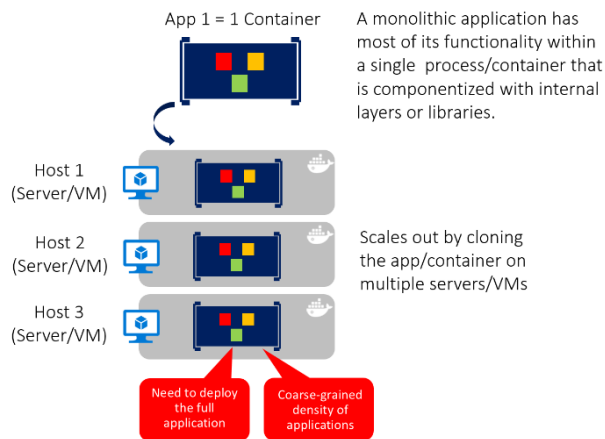 App 1 = 1 Container
A monolithic application has
most of its functionality within
a single process/container that
is componentized with internal
layers or libraries.
Host 1
(Server/VM)
Host 2
(Server/VM)
Scales out by cloning
the app/container on
multiple servers/VMs
Host 3
(Server/VM)
Need to deploy
the full
application
Coarse-grained
density of
applications